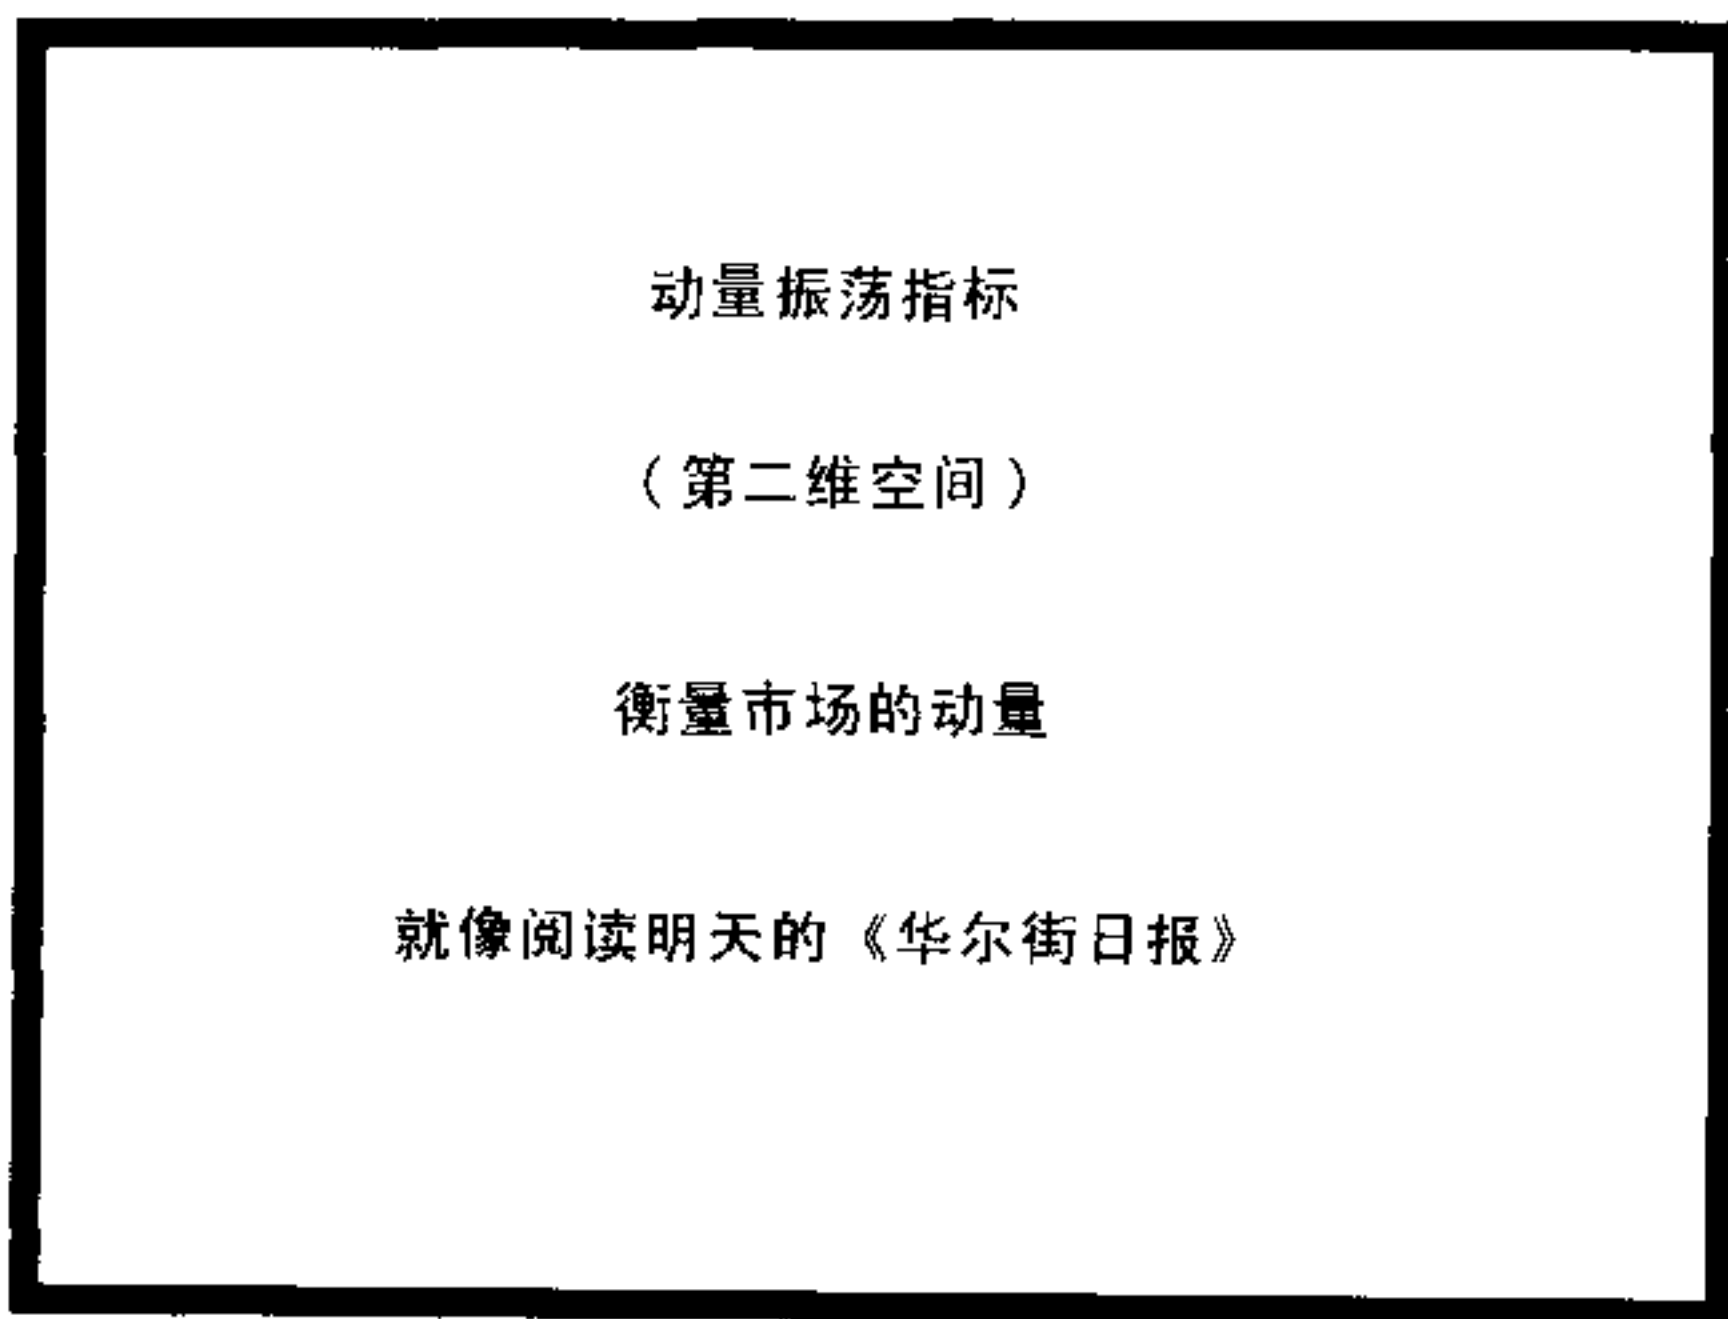 动量振荡指标
（第二维空间）
衡量市场的动量
就像阅读明天的《华尔街日报》